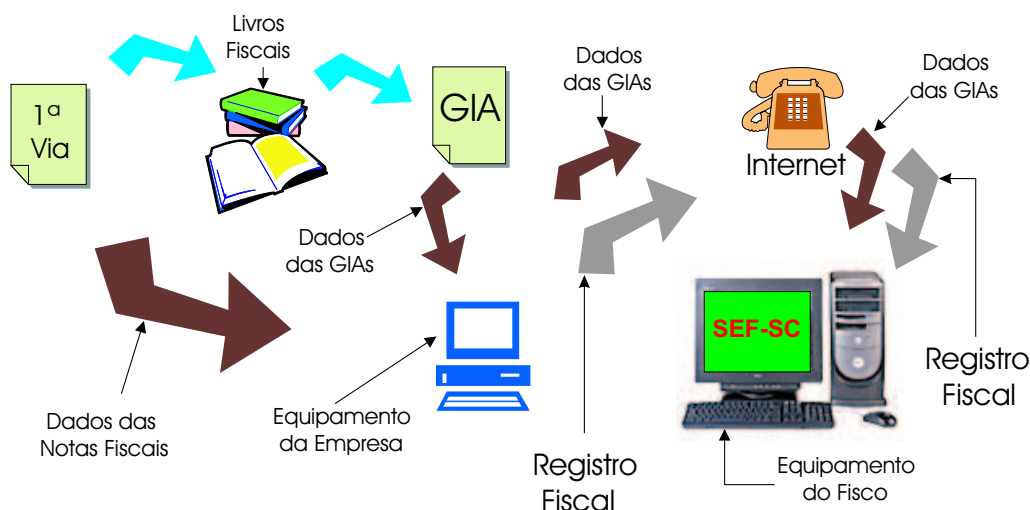 Livros
Fiscais
1ª
Via
GIA
Dados
das GIAs
Dados
das GIAs
Internet
Dados
das GIAs
SEF-SC
Registro
Fiscal
Dados das
Notas Fiscais
Equipamento
da Empresa
Registro
Fiscal
Equipamento
do Fisco